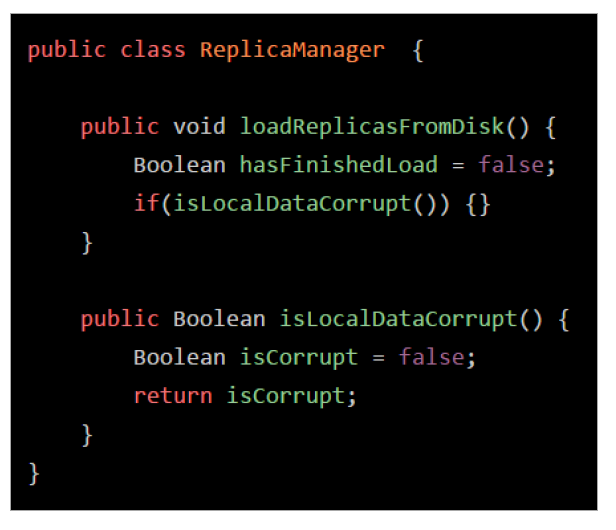 public class ReplicaManager  {
    public void loadReplicasFromDisk() {
        Boolean hasFinishedLoad = false;
        if(isLocalDataCorrupt()) {}
    }
    public Boolean isLocalDataCorrupt() {
        Boolean isCorrupt = false;
        return isCorrupt;
    }
}